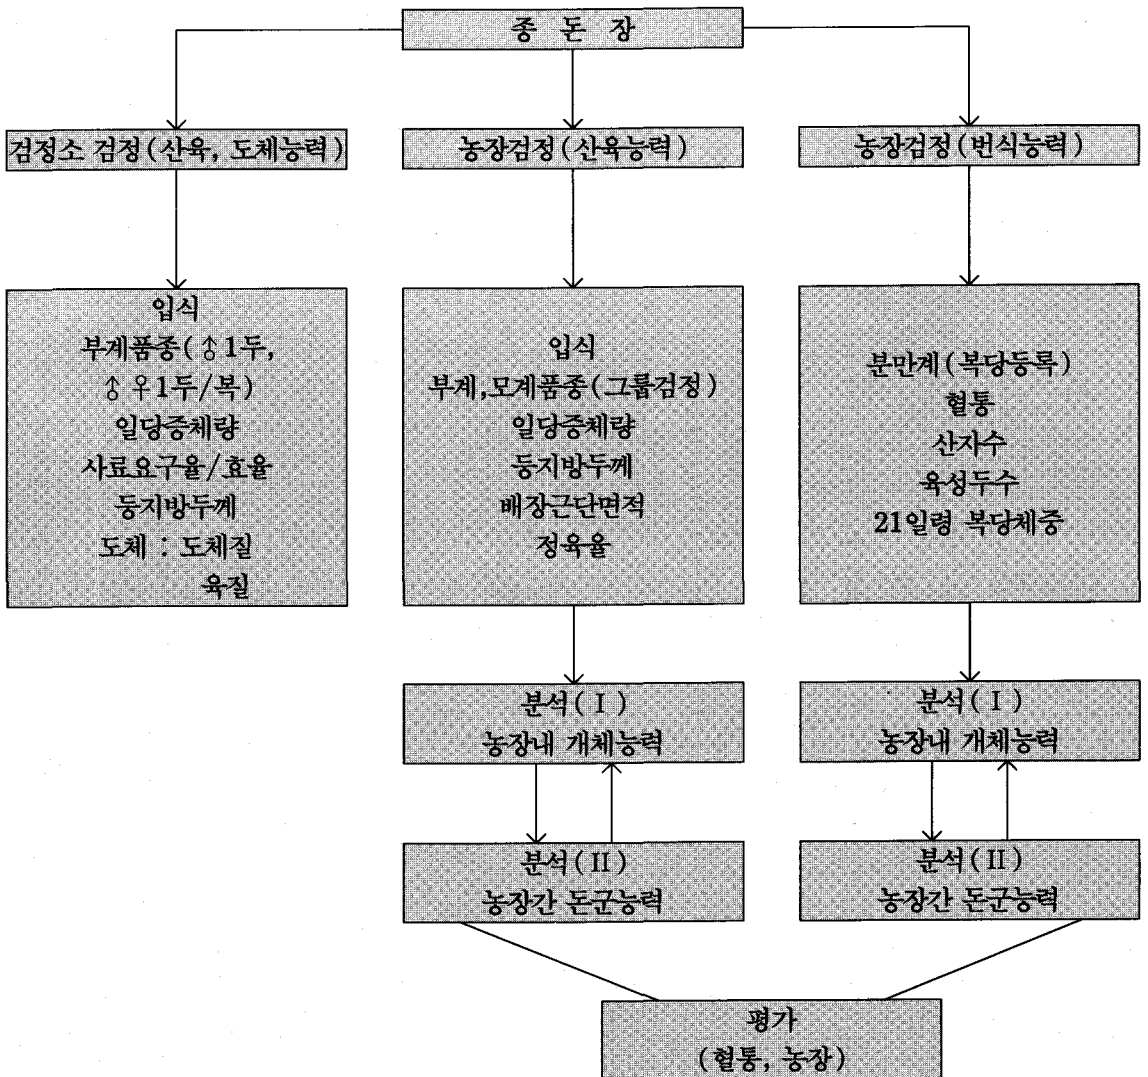 종 돈 장
검정소 검정(산육, 도체능력)
농장검정(산육능력)
농장검정(번식능력)
입식
부계품종(♂1두,
♂♀1두/복)
일당증체량
사료요구율/효율
등지방두께
도체 : 도체질
육질
입식
부계,모계품종(그룹검정)
일당증체량
등지방두께
배장근단면적
정육율
분만계(복당등록)
혈통
산자수
육성두수
21일령 복당체중
분석(Ⅰ)
농장내 개체능력
분석(Ⅰ)
농장내 개체능력
분석(Ⅱ)
농장간 돈군능력
분석(Ⅱ)
농장간 돈군능력
평가
(혈통, 농장)